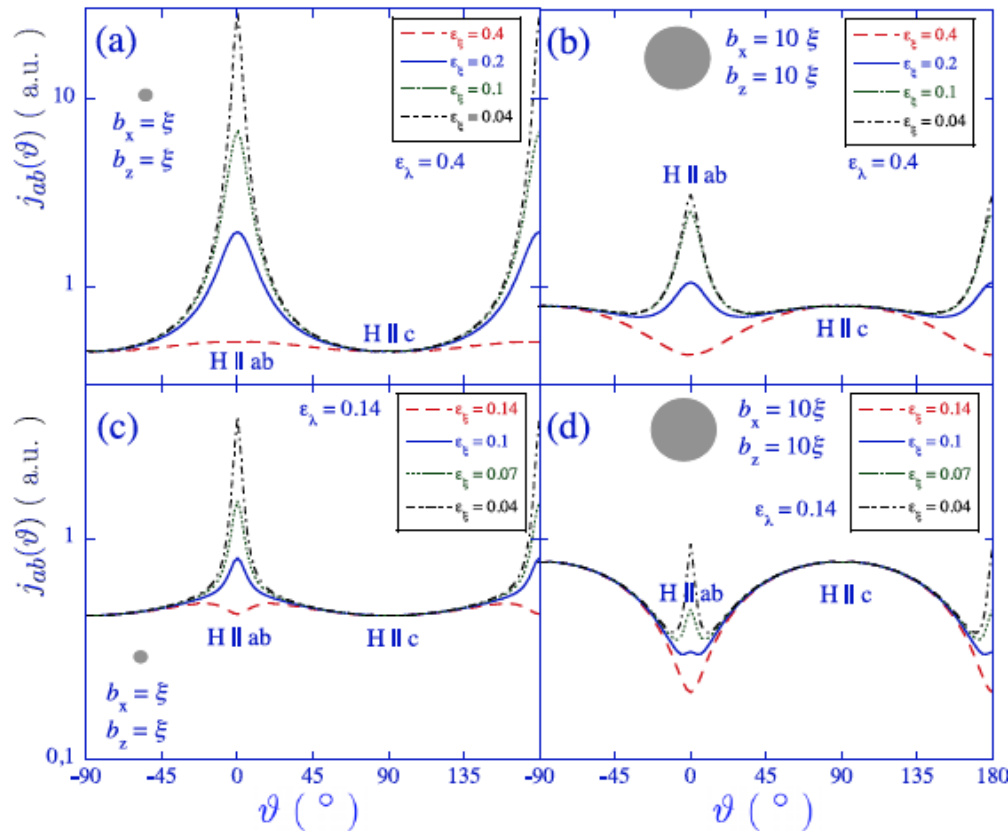 (a)
ε_ξ = 0.4
ε_ξ = 0.2
ε_ξ = 0.1
ε_ξ = 0.04
b_x = ξ
b_z = ξ
ε_λ = 0.4
H ∥ ab
H ∥ c
10
1
j_ab(ϑ) ( a.u. )
(b)
b_x = 10 ξ
b_z = 10 ξ
ε_ξ = 0.4
ε_ξ = 0.2
ε_ξ = 0.1
ε_ξ = 0.04
ε_λ = 0.4
H ∥ ab
H ∥ c
(c)
ε_λ = 0.14
ε_ξ = 0.14
ε_ξ = 0.1
ε_ξ = 0.07
ε_ξ = 0.04
H ∥ ab
H ∥ c
b_x = ξ
b_z = ξ
1
0,1
j_ab(ϑ) ( a.u. )
-90 -45 0 45 90 135
ϑ ( ° )
(d)
b_x = 10ξ
b_z = 10ξ
ε_ξ = 0.14
ε_ξ = 0.1
ε_ξ = 0.07
ε_ξ = 0.04
ε_λ = 0.14
H ∥ ab
H ∥ c
-90 -45 0 45 90 135 180
ϑ ( ° )